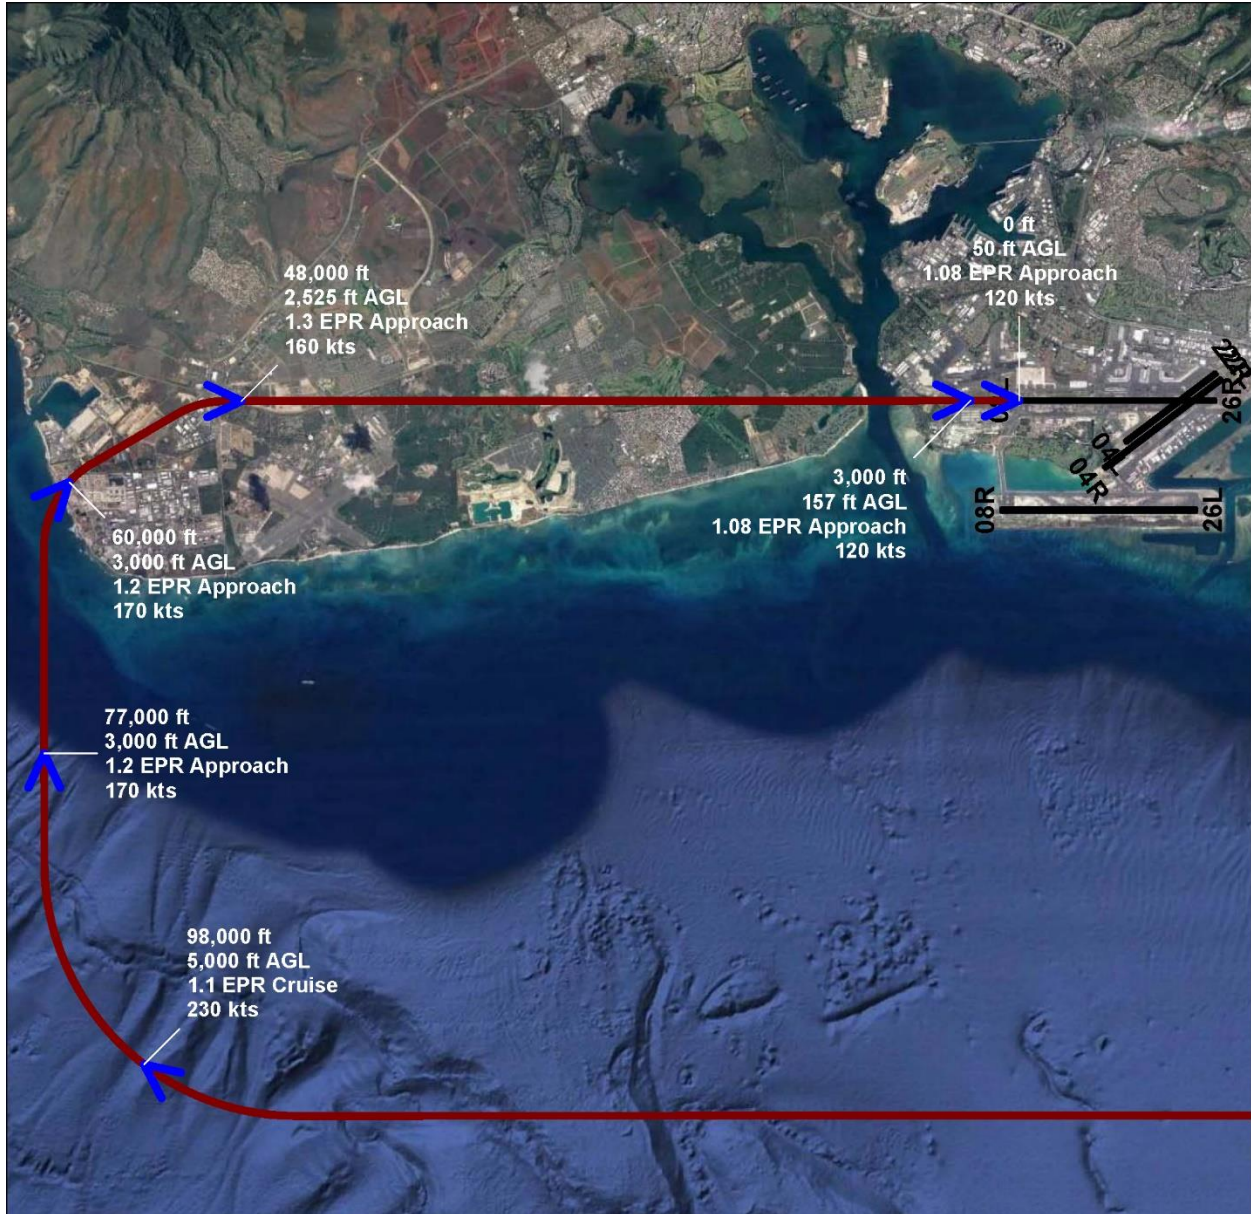 0 ft
50 ft AGL
1.08 EPR Approach
120 kts
48,000 ft
2,525 ft AGL
1.3 EPR Approach
160 kts
26R
04L
04R
3,000 ft
157 ft AGL
1.08 EPR Approach
120 kts
08R
26L
60,000 ft
3,000 ft AGL
1.2 EPR Approach
170 kts
77,000 ft
3,000 ft AGL
1.2 EPR Approach
170 kts
98,000 ft
5,000 ft AGL
1.1 EPR Cruise
230 kts